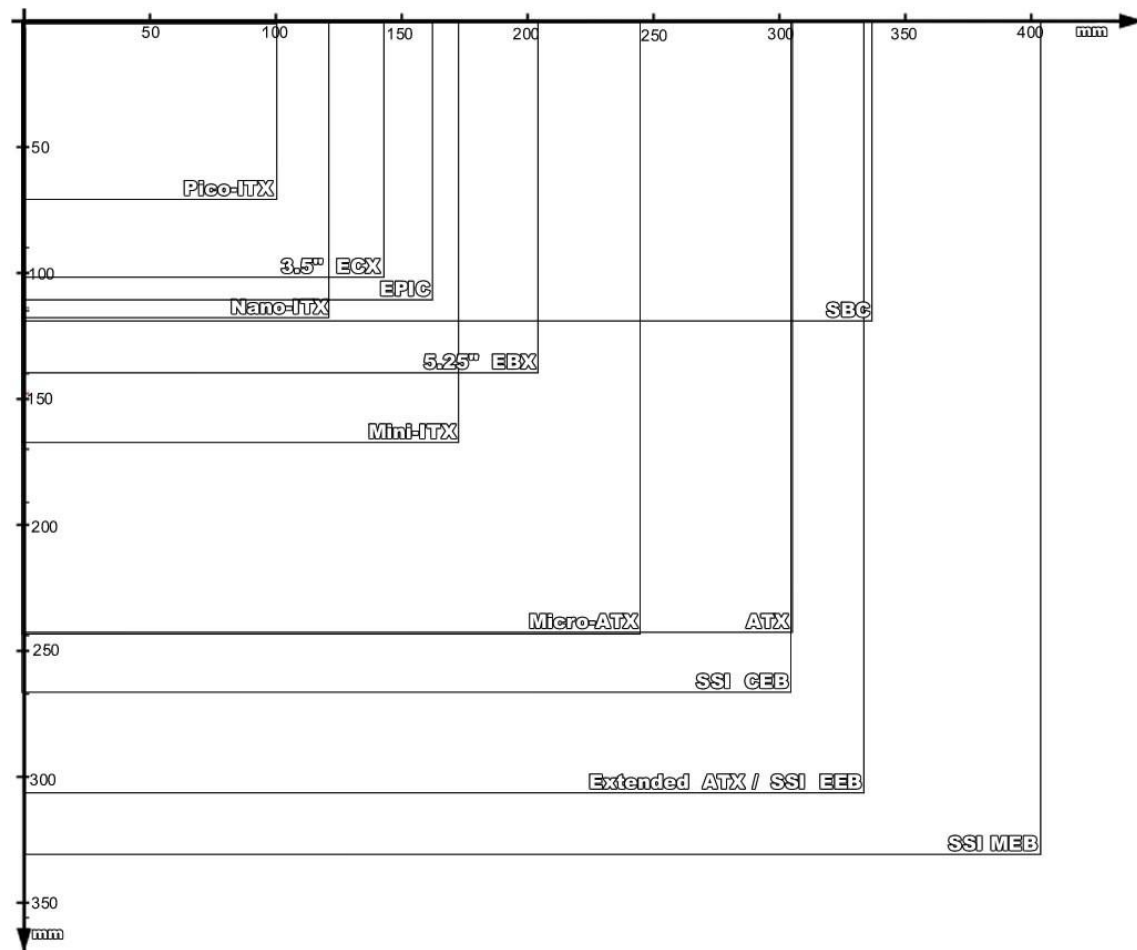 50 100 150 200 250 300 350 400
mm
50
Pico-ITX
3.5" ECX
100
EPIC
Nano-ITX
SBC
5.25" EBX
150
Mini-ITX
200
Micro-ATX ATX
250
SSI CEB
300
Extended ATX / SSI EEB
SSI MEB
350
mm